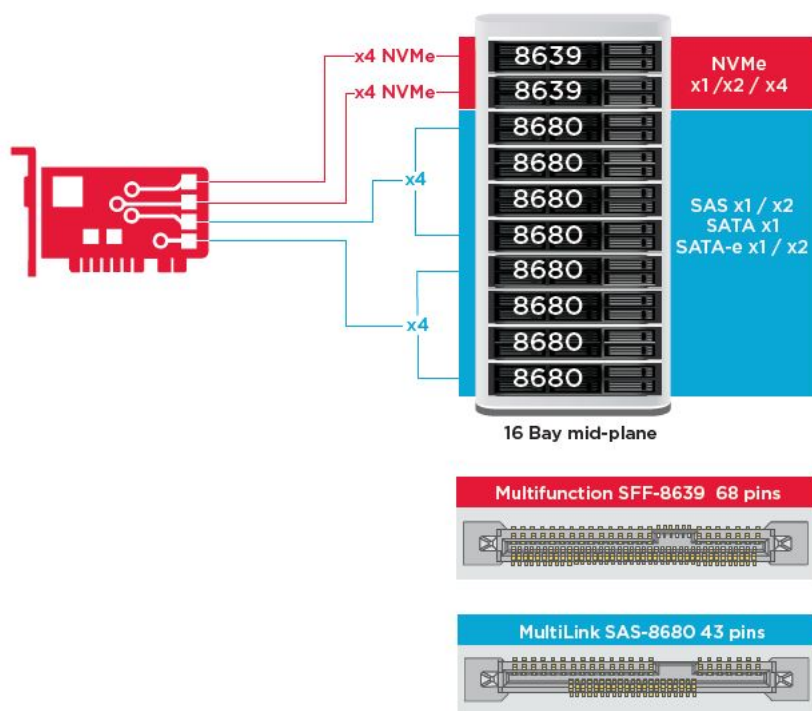 x4 NVMe
x4 NVMe
x4
x4
8639
8639
8680
8680
8680
8680
8680
8680
8680
8680
NVMe
x1 /x2 / x4
SAS x1 / x2
SATA x1
SATA-e x1 / x2
16 Bay mid-plane
Multifunction SFF-8639 68 pins
MultiLink SAS-8680 43 pins